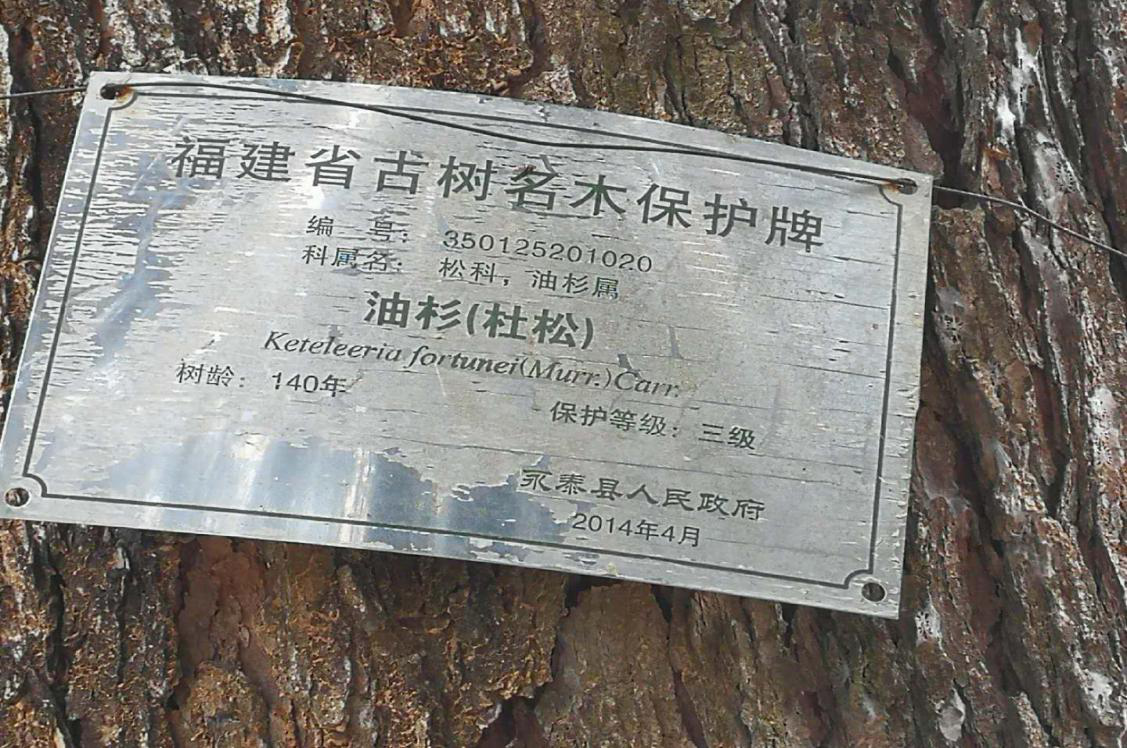 福建省古树名木保护牌
编 号: 350125201020
科属名: 松科，油杉属
油杉(杜松)
Keteleeria fortunei(Murr.)Carr.
树龄: 140年
保护等级: 三级
永泰县人民政府
2014年4月